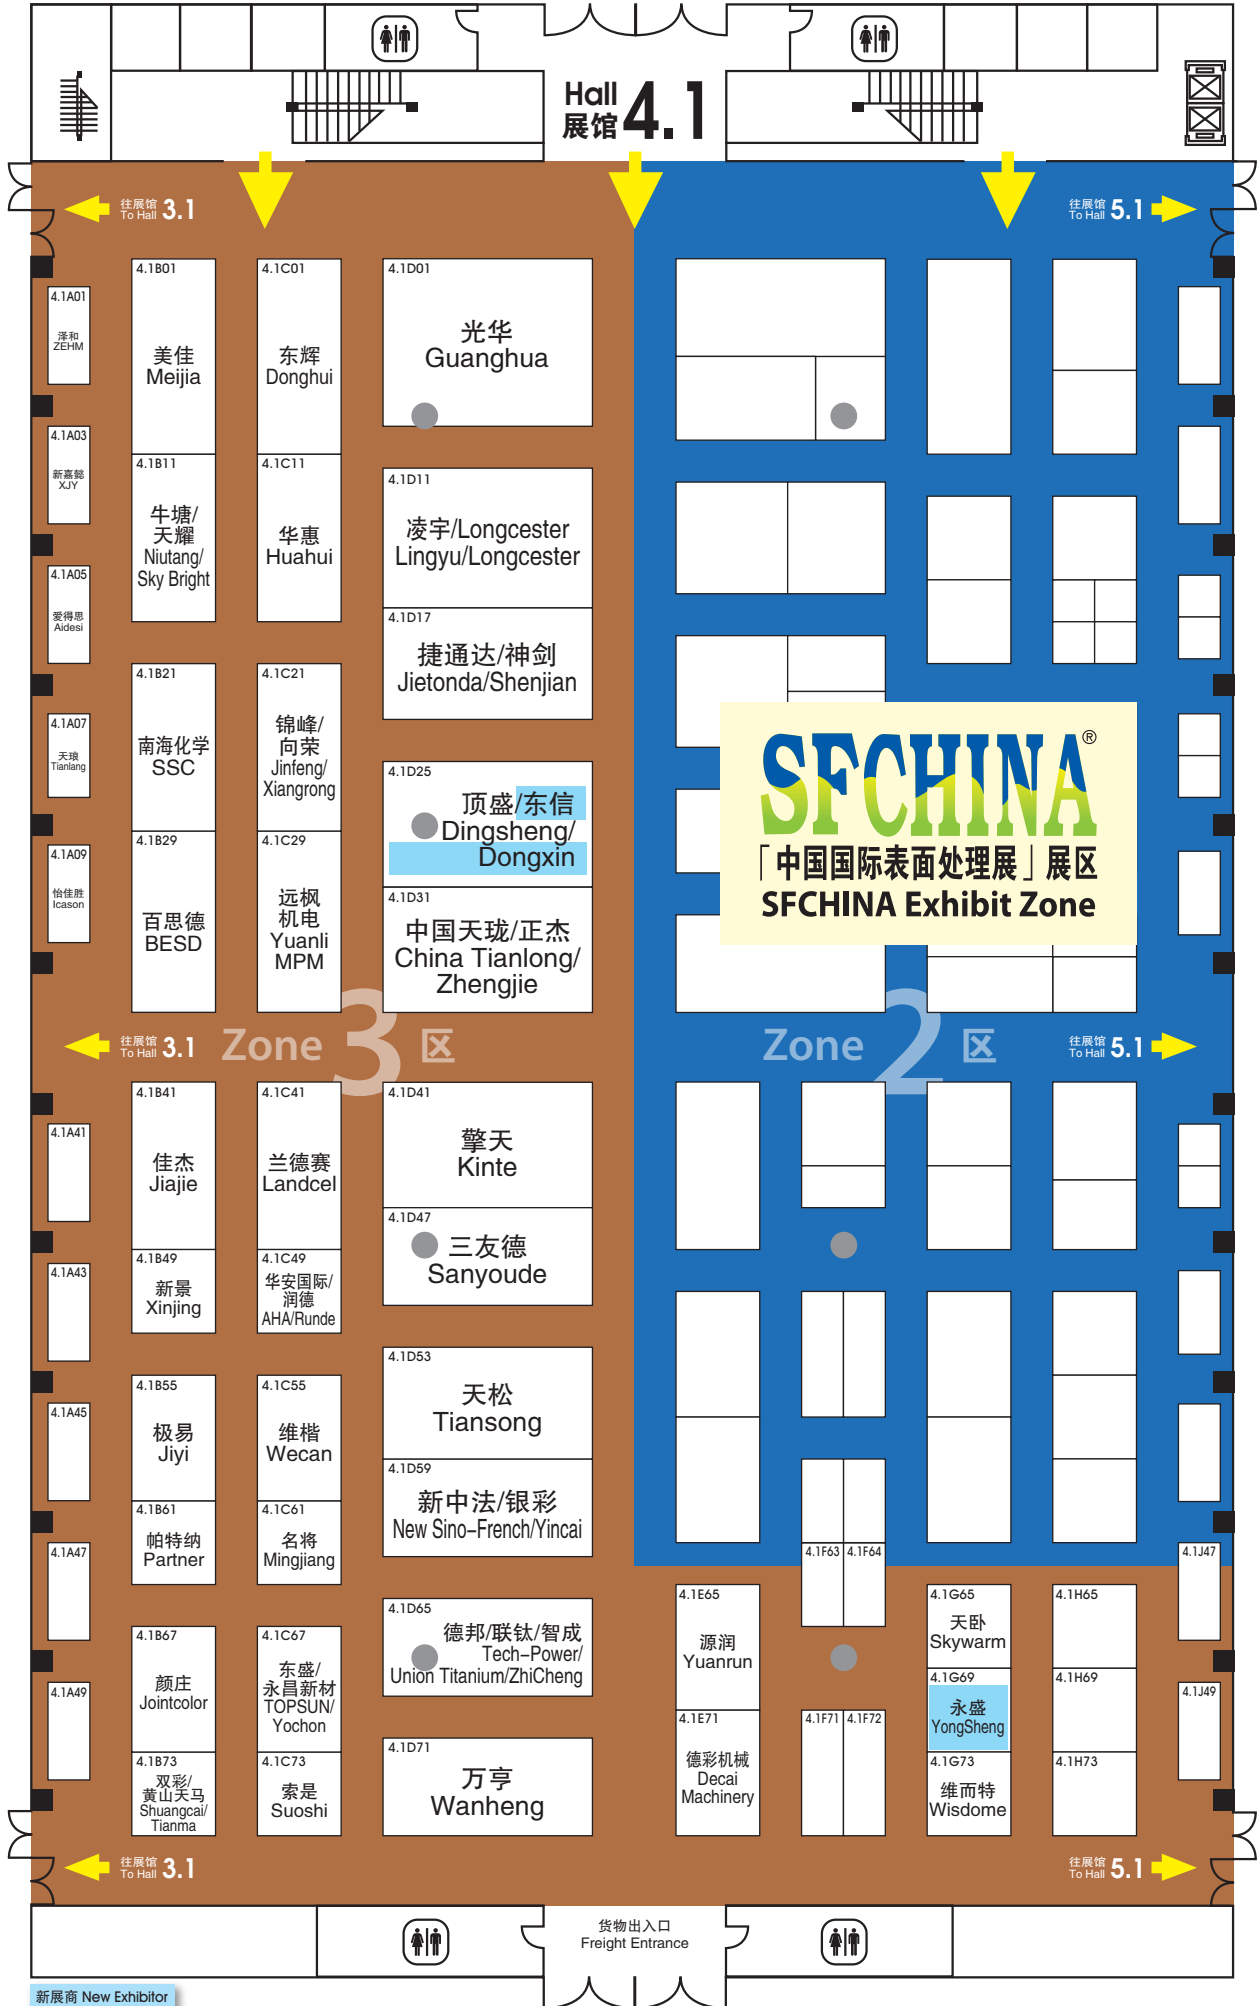 Hall
展馆 4.1
往展馆
To Hall 3.1
往展馆
To Hall 5.1
4.1A01
泽和
ZEHM
4.1B01
美佳
Meijia
4.1C01
东辉
Donghui
4.1D01
光华
Guanghua
4.1A03
新嘉懿
XJY
4.1B11
牛塘/
天耀
Niutang/
Sky Bright
4.1C11
华惠
Huahui
4.1D11
凌宇/Longcester
Lingyu/Longcester
4.1A05
爱得思
Aidesi
4.1D17
捷通达/神剑
Jietonda/Shenjian
4.1B21
南海化学
SSC
4.1C21
锦峰/
向荣
Jinfeng/
Xiangrong
4.1A07
天琅
Tianlang
4.1D25
顶盛/东信
Dingsheng/
Dongxin
4.1A09
怡佳胜
Icason
4.1B29
百思德
BESD
4.1C29
远枫
机电
Yuanli
MPM
4.1D31
中国天珑/正杰
China Tianlong/
Zhengjie
SFCHINA®
「中国国际表面处理展」展区
SFCHINA Exhibit Zone
往展馆
To Hall 3.1
Zone 3 区
Zone 2 区
往展馆
To Hall 5.1
4.1A41
4.1B41
佳杰
Jiajie
4.1C41
兰德赛
Landcel
4.1D41
擎天
Kinte
4.1D47
三友德
Sanyoude
4.1A43
4.1B49
新景
Xinjing
4.1C49
华安国际/
润德
AHA/Runde
4.1D53
天松
Tiansong
4.1A45
4.1B55
极易
Jiyi
4.1C55
维楷
Wecan
4.1D59
新中法/银彩
New Sino-French/Yincai
4.1B61
帕特纳
Partner
4.1C61
名将
Mingjiang
4.1A47
4.1F63
4.1F64
4.1J47
4.1D65
德邦/联钛/智成
Tech-Power/
Union Titanium/ZhiCheng
4.1E65
源润
Yuanrun
4.1G65
天卧
Skywarm
4.1H65
4.1B67
颜庄
Jointcolor
4.1C67
东盛/
永昌新材
TOPSUN/
Yochon
4.1A49
4.1G69
永盛
YongSheng
4.1H69
4.1J49
4.1D71
万亨
Wanheng
4.1E71
德彩机械
Decai
Machinery
4.1F71
4.1F72
4.1B73
双彩/
黄山天马
Shuangcai/
Tianma
4.1C73
索是
Suoshi
4.1G73
维而特
Wisdome
4.1H73
往展馆
To Hall 3.1
往展馆
To Hall 5.1
货物出入口
Freight Entrance
新展商 New Exhibitor